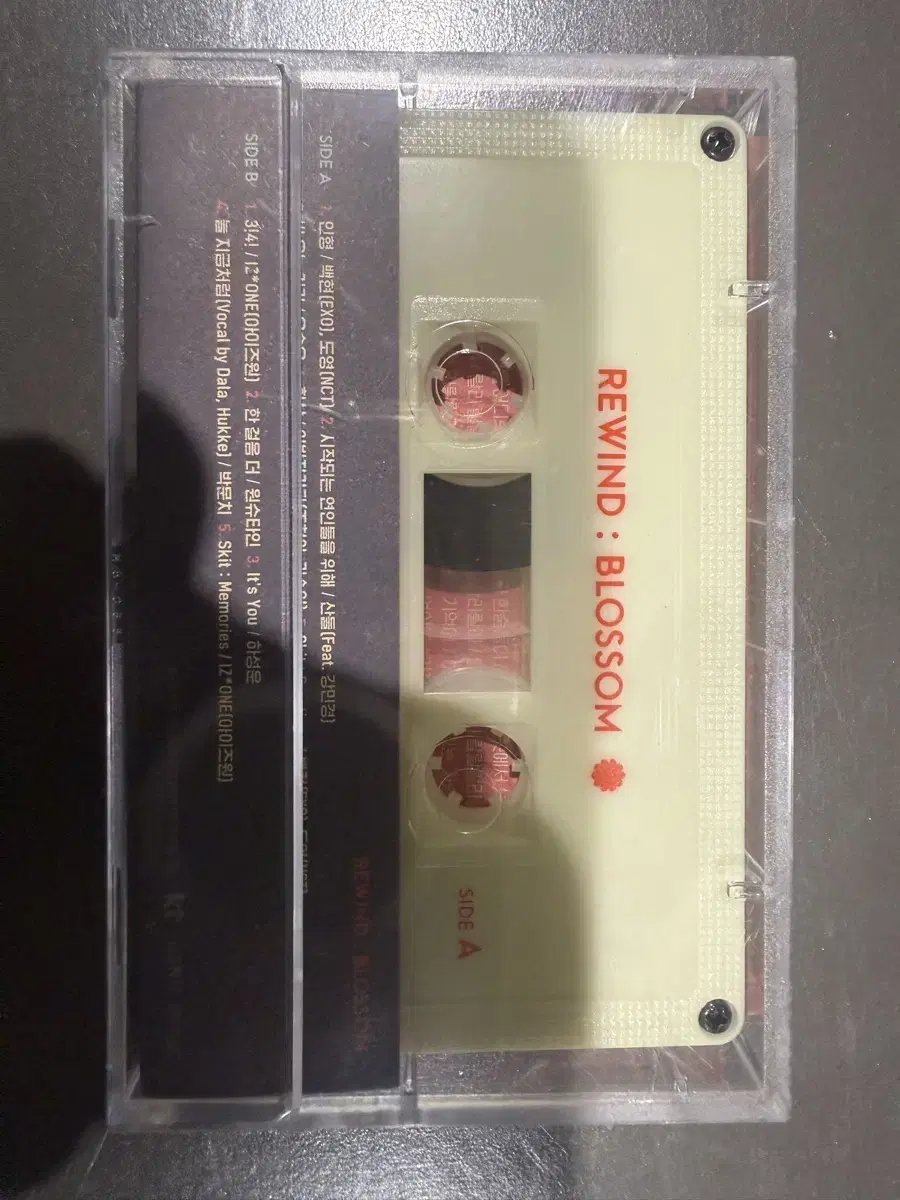 REWIND : BLOSSOM
SIDE A
SIDE A 1. 인형 / 백현(EXO), 도영(NCT) 2. 시작되는 연인들을 위해 / 산들(Feat. 강민경)
REWIND : BLOSSOM
SIDE B 1. 3!4! / IZ*ONE(아이즈원) 2. 한 걸음 더 / 원슈타인 3. It's You / 하성운
4. 늘 지금처럼(Vocal by Dala, Hukke) / 박문치 5. Skit : Memories / IZ*ONE(아이즈원)
kt